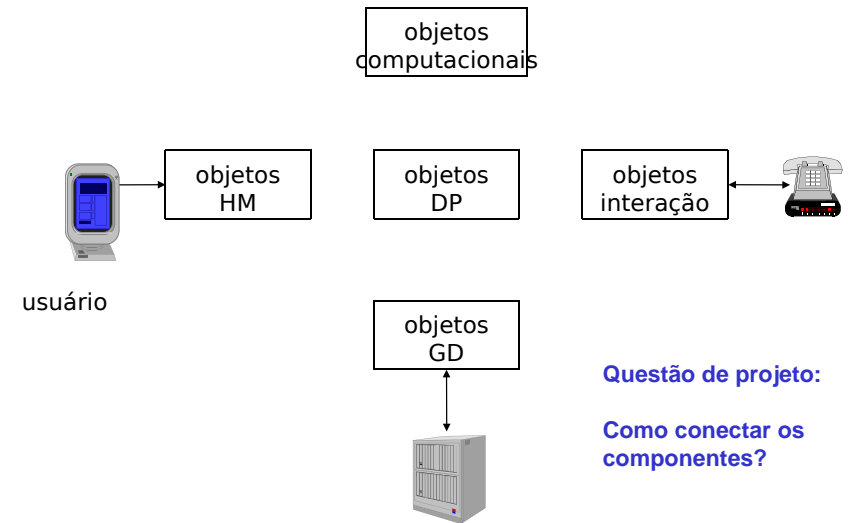 objetos
computacionais
objetos
HM
objetos
DP
objetos
interação
usuário
objetos
GD
Questão de projeto:
Como conectar os
componentes?